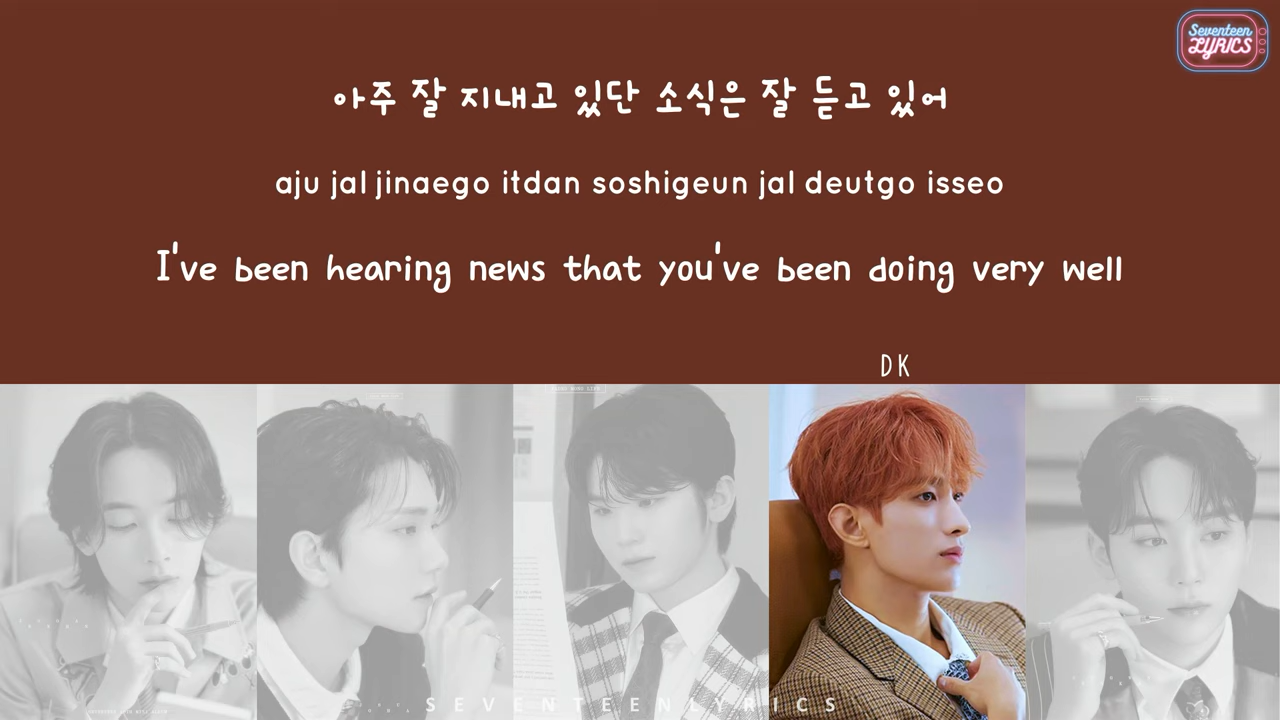 Seventeen
LYRICS
아주 잘 지내고 있단 소식은 잘 듣고 있어
aju jal jinaego itdan soshigeun jal deutgo isseo
I've been hearing news that you've been doing very well
DK
SEVENTEENLYRICS